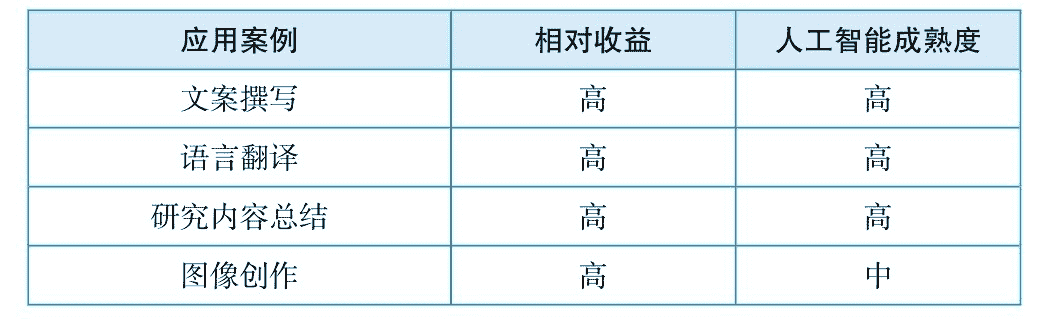 应用案例 相对收益 人工智能成熟度
文案撰写 高 高
语言翻译 高 高
研究内容总结 高 高
图像创作 高 中